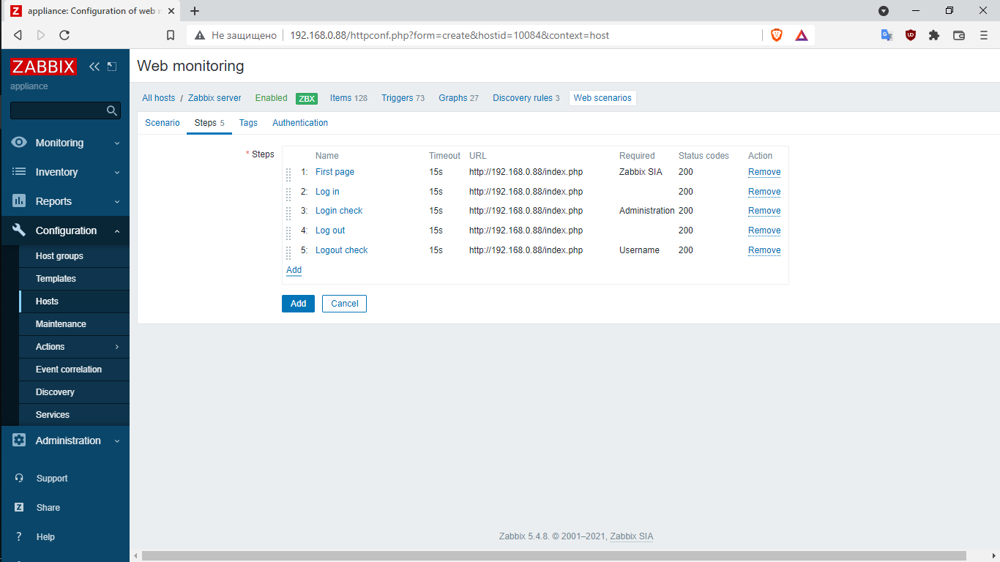 appliance: Configuration of web n
Не защищено 192.168.0.88/httpconf.php?form=create&hostid=10084&context=host
ZABBIX
appliance
Monitoring
Inventory
Reports
Configuration
Host groups
Templates
Hosts
Maintenance
Actions
Event correlation
Discovery
Services
Administration
Support
Share
Help
Web monitoring
All hosts / Zabbix server Enabled ZBX Items 128 Triggers 73 Graphs 27 Discovery rules 3 Web scenarios
Scenario Steps 5 Tags Authentication
* Steps
Name Timeout URL Required Status codes Action
1: First page 15s http://192.168.0.88/index.php Zabbix SIA 200 Remove
2: Log in 15s http://192.168.0.88/index.php 200 Remove
3: Login check 15s http://192.168.0.88/index.php Administration 200 Remove
4: Log out 15s http://192.168.0.88/index.php 200 Remove
5: Logout check 15s http://192.168.0.88/index.php Username 200 Remove
Add
Add Cancel
Zabbix 5.4.8. © 2001–2021, Zabbix SIA